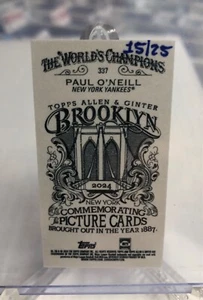 15/25
THE WORLD'S CHAMPIONS
337
PAUL O'NEILL
NEW YORK YANKEES®
TOPPS ALLEN & GINTER
BROOKLYN
2024
NEW YORK
COMMEMORATING
PICTURE CARDS
BROUGHT OUT IN THE YEAR 1887.
Topps